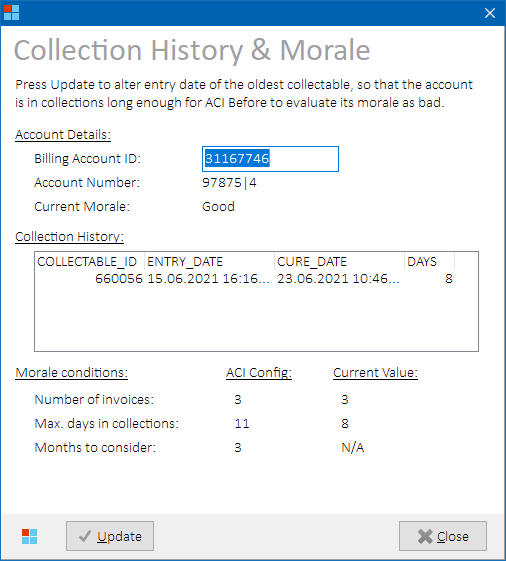 Collection History & Morale
Press Update to alter entry date of the oldest collectable, so that the account
is in collections long enough for ACI Before to evaluate its morale as bad.
Account Details:
Billing Account ID: 31167746
Account Number: 97875|4
Current Morale: Good
Collection History:
COLLECTABLE_ID ENTRY_DATE CURE_DATE DAYS
660056 15.06.2021 16:16... 23.06.2021 10:46... 8
Morale conditions: ACI Config: Current Value:
Number of invoices: 3 3
Max. days in collections: 11 8
Months to consider: 3 N/A
Update Close